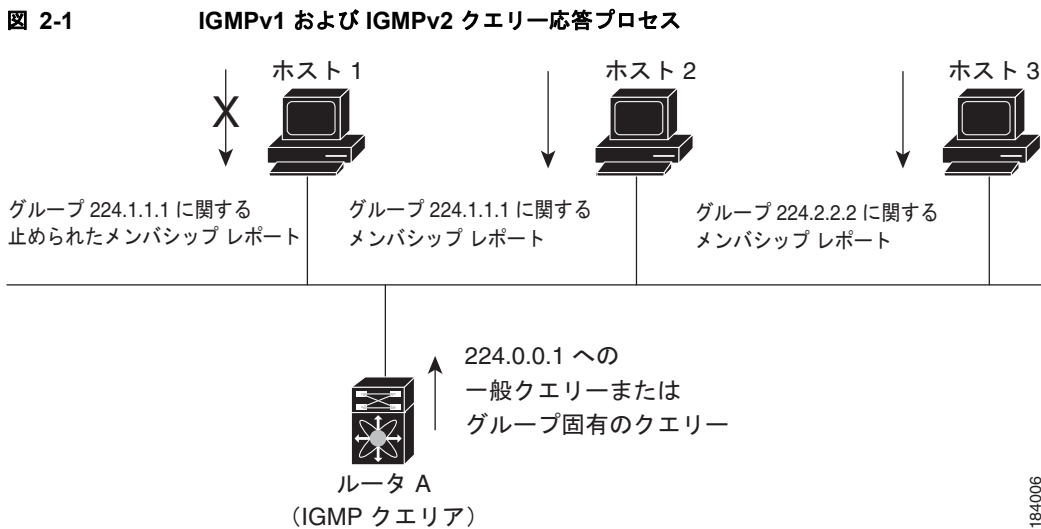 図 2-1 IGMPv1 および IGMPv2 クエリー応答プロセス
ホスト 1
ホスト 2
ホスト 3
X
グループ 224.1.1.1 に関する
止められたメンバシップ レポート
グループ 224.1.1.1 に関する
メンバシップ レポート
グループ 224.2.2.2 に関する
メンバシップ レポート
224.0.0.1 への
一般クエリーまたは
グループ固有のクエリー
ルータ A
（IGMP クエリア）
184006